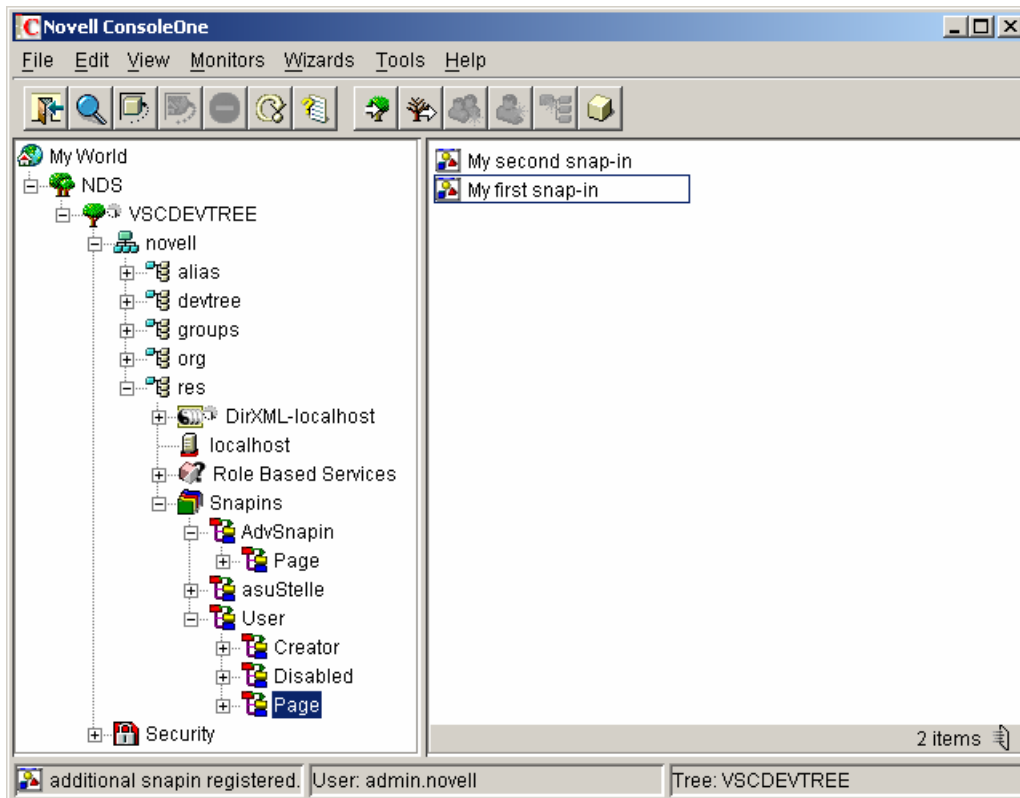 Novell ConsoleOne
File Edit View Monitors Wizards Tools Help
My World
NDS
VSCDEVTREE
novell
alias
devtree
groups
org
res
DirXML-localhost
localhost
Role Based Services
Snapins
AdvSnapin
Page
asuStelle
User
Creator
Disabled
Page
Security
My second snap-in
My first snap-in
2 items
additional snapin registered. User: admin.novell Tree: VSCDEVTREE